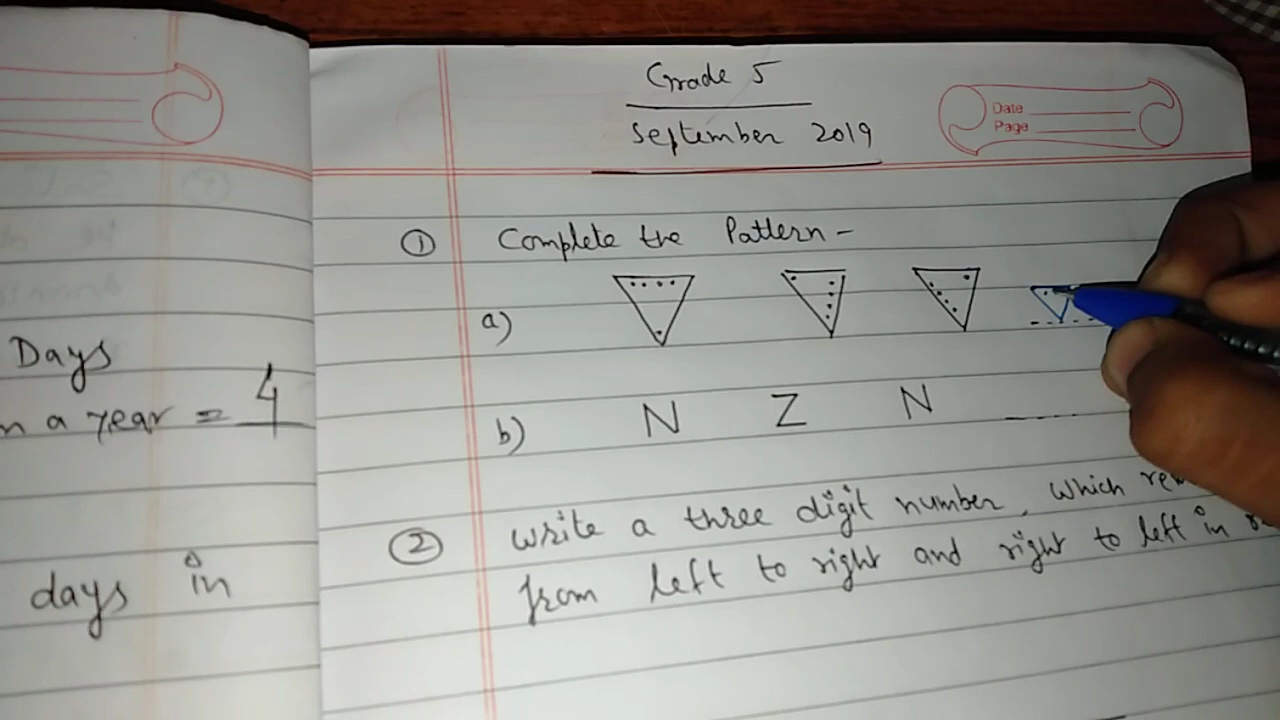 Grade 5
September 2019
Date
Page
① Complete the Pattern -
a)
b) N Z N
② write a three digit number, which
from left to right and right to left in
Days
in a year = 4
days in